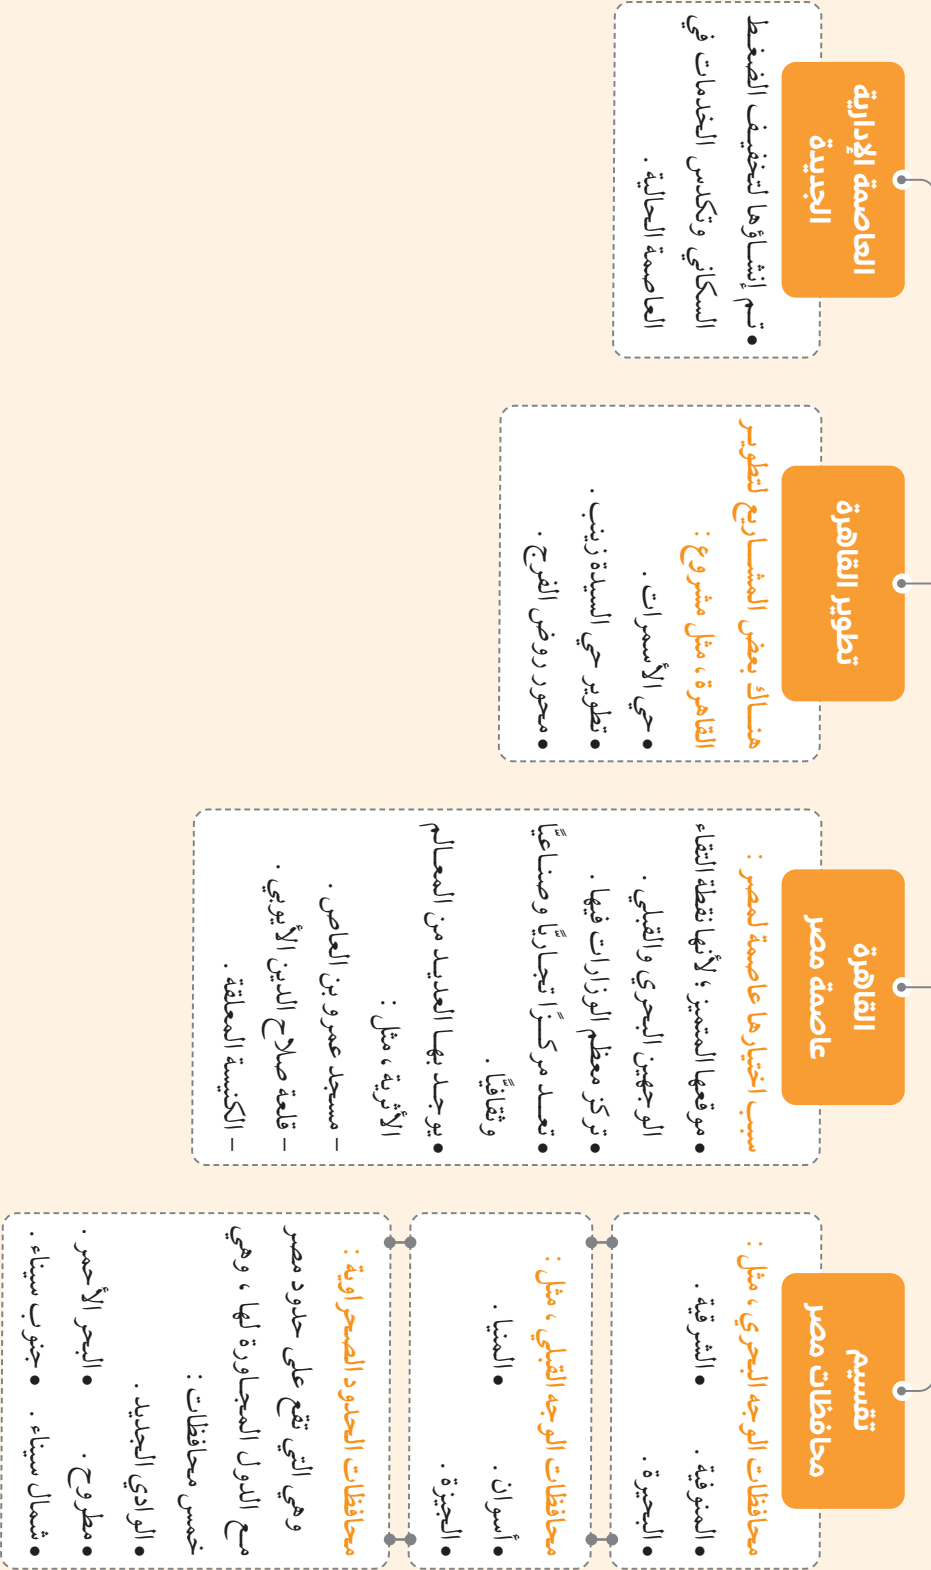 تقسيم
محافظات مصر
محافظات الوجه البحري ، مثل :
● المنوفية . ● الشرقية .
● البحيرة .
محافظات الوجه القبلي ، مثل :
● أسوان . ● المنيا .
● الجيزة .
محافظات الحدود الصحراوية :
وهي التي تقع على حدود مصر
مع الدول المجاورة لها ، وهي
خمس محافظات :
● الوادي الجديد .
● مطروح . ● البحر الأحمر .
● شمال سيناء . ● جنوب سيناء .
القاهرة
عاصمة مصر
سبب اختيارها عاصمة لمصر :
● موقعها المتميز ؛ لأنها نقطة التقاء
الوجهين البحري والقبلي .
● تركز معظم الوزارات فيها .
● تعد مركزًا تجاريًّا وصناعيًّا
وثقافيًّا .
● يوجد بها العديد من المعالم
الأثرية ، مثل :
– مسجد عمرو بن العاص .
– قلعة صلاح الدين الأيوبي .
– الكنيسة المعلقة .
تطوير القاهرة
هناك بعض المشاريع لتطوير
القاهرة ، مثل مشروع :
● حي الأسمرات .
● تطوير حي السيدة زينب .
● محور روض الفرج .
العاصمة الإدارية
الجديدة
● تم إنشاؤها لتخفيف الضغط
السكاني وتكدس الخدمات في
العاصمة الحالية .